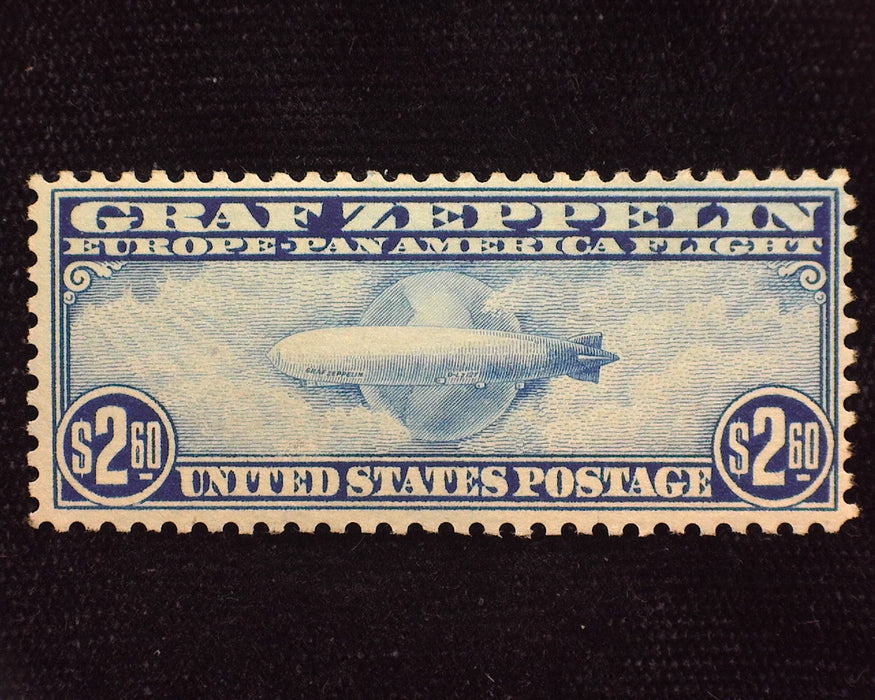 GRAF ZEPPELIN
EUROPE-PAN AMERICA FLIGHT
GRAF ZEPPELIN
$2.60
UNITED STATES POSTAGE
$2.60